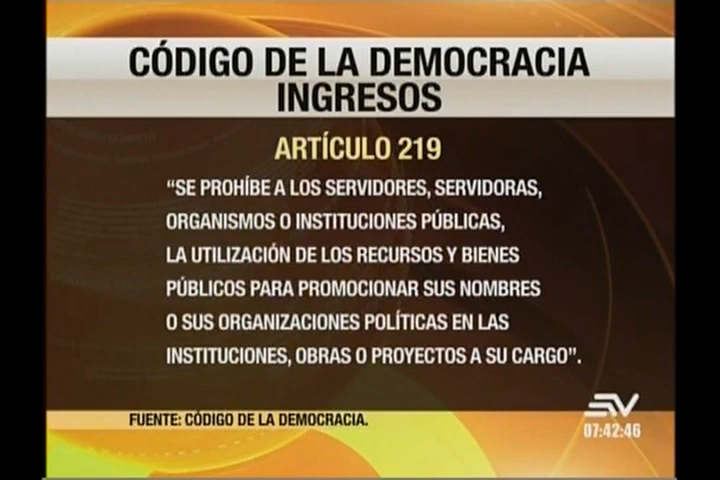 CÓDIGO DE LA DEMOCRACIA
INGRESOS
ARTÍCULO 219
“SE PROHÍBE A LOS SERVIDORES, SERVIDORAS,
ORGANISMOS O INSTITUCIONES PÚBLICAS,
LA UTILIZACIÓN DE LOS RECURSOS Y BIENES
PÚBLICOS PARA PROMOCIONAR SUS NOMBRES
O SUS ORGANIZACIONES POLÍTICAS EN LAS
INSTITUCIONES, OBRAS O PROYECTOS A SU CARGO”.
FUENTE: CÓDIGO DE LA DEMOCRACIA.
07:42:46